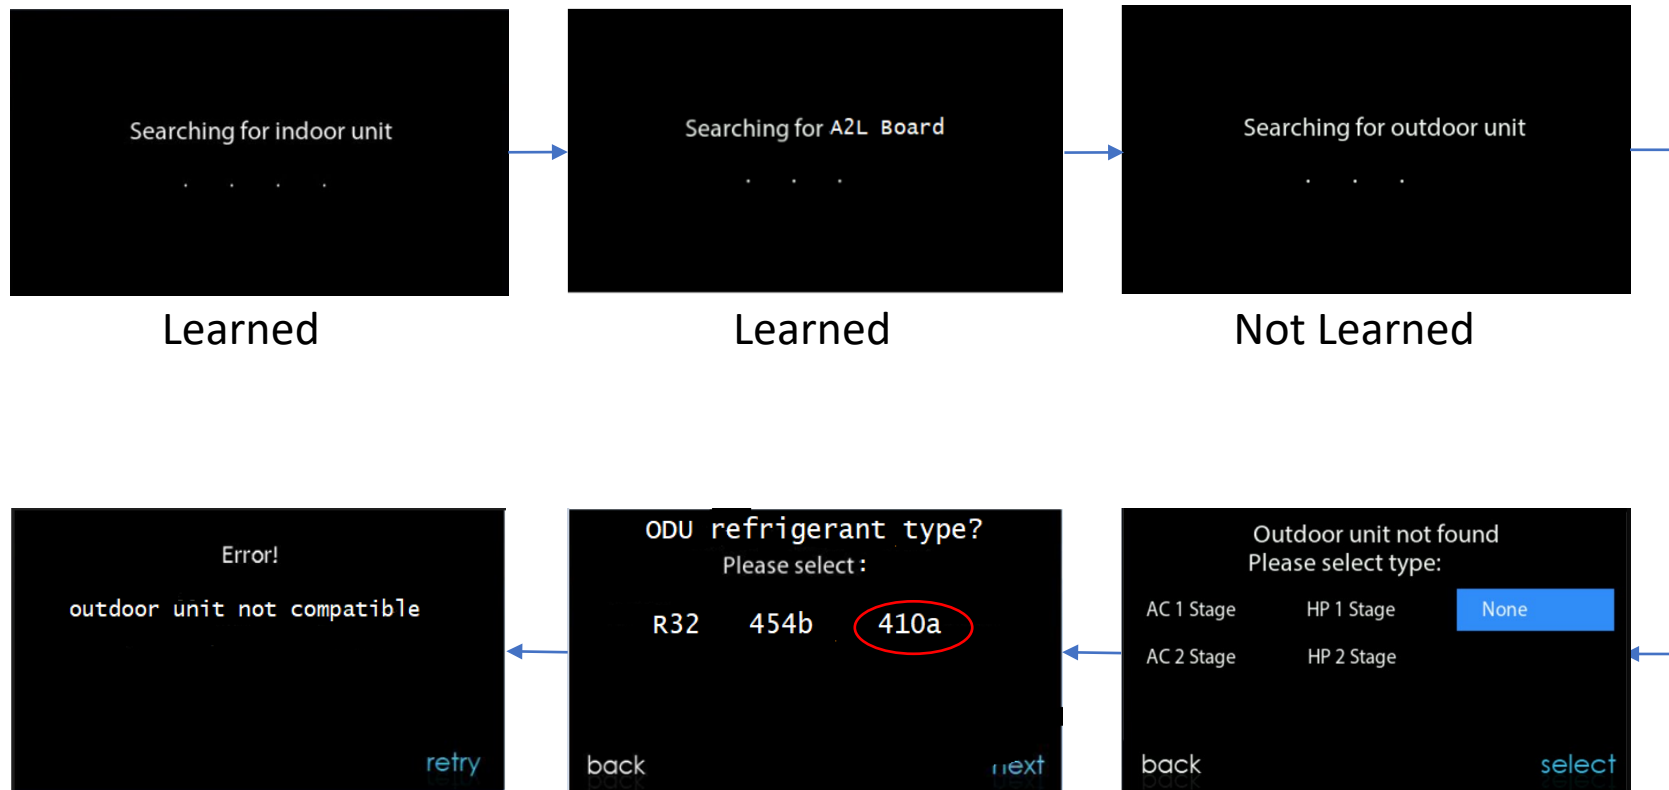 Searching for indoor unit
. . . .
Learned
Searching for A2L Board
. . .
Learned
Searching for outdoor unit
. . .
Not Learned
Outdoor unit not found
Please select type:
AC 1 Stage HP 1 Stage None
AC 2 Stage HP 2 Stage
back select
ODU refrigerant type?
Please select :
R32 454b 410a
back next
Error!
outdoor unit not compatible
retry